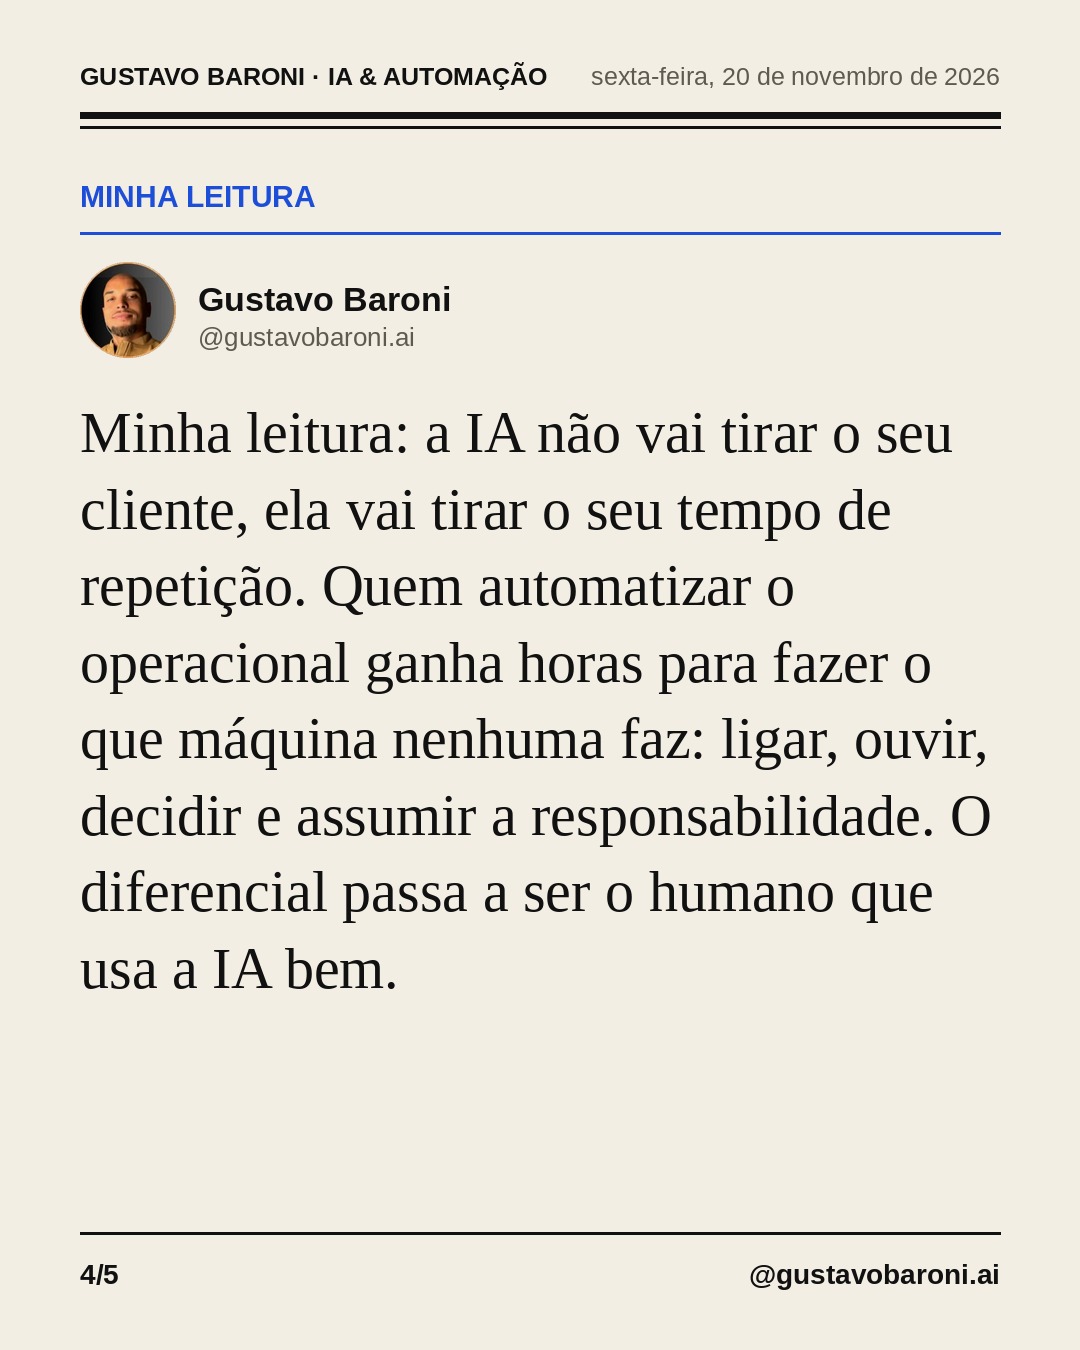 GUSTAVO BARONI · IA & AUTOMAÇÃO
sexta-feira, 20 de novembro de 2026
MINHA LEITURA
Gustavo Baroni
@gustavobaroni.ai
Minha leitura: a IA não vai tirar o seu
cliente, ela vai tirar o seu tempo de
repetição. Quem automatizar o
operacional ganha horas para fazer o
que máquina nenhuma faz: ligar, ouvir,
decidir e assumir a responsabilidade. O
diferencial passa a ser o humano que
usa a IA bem.
4/5
@gustavobaroni.ai